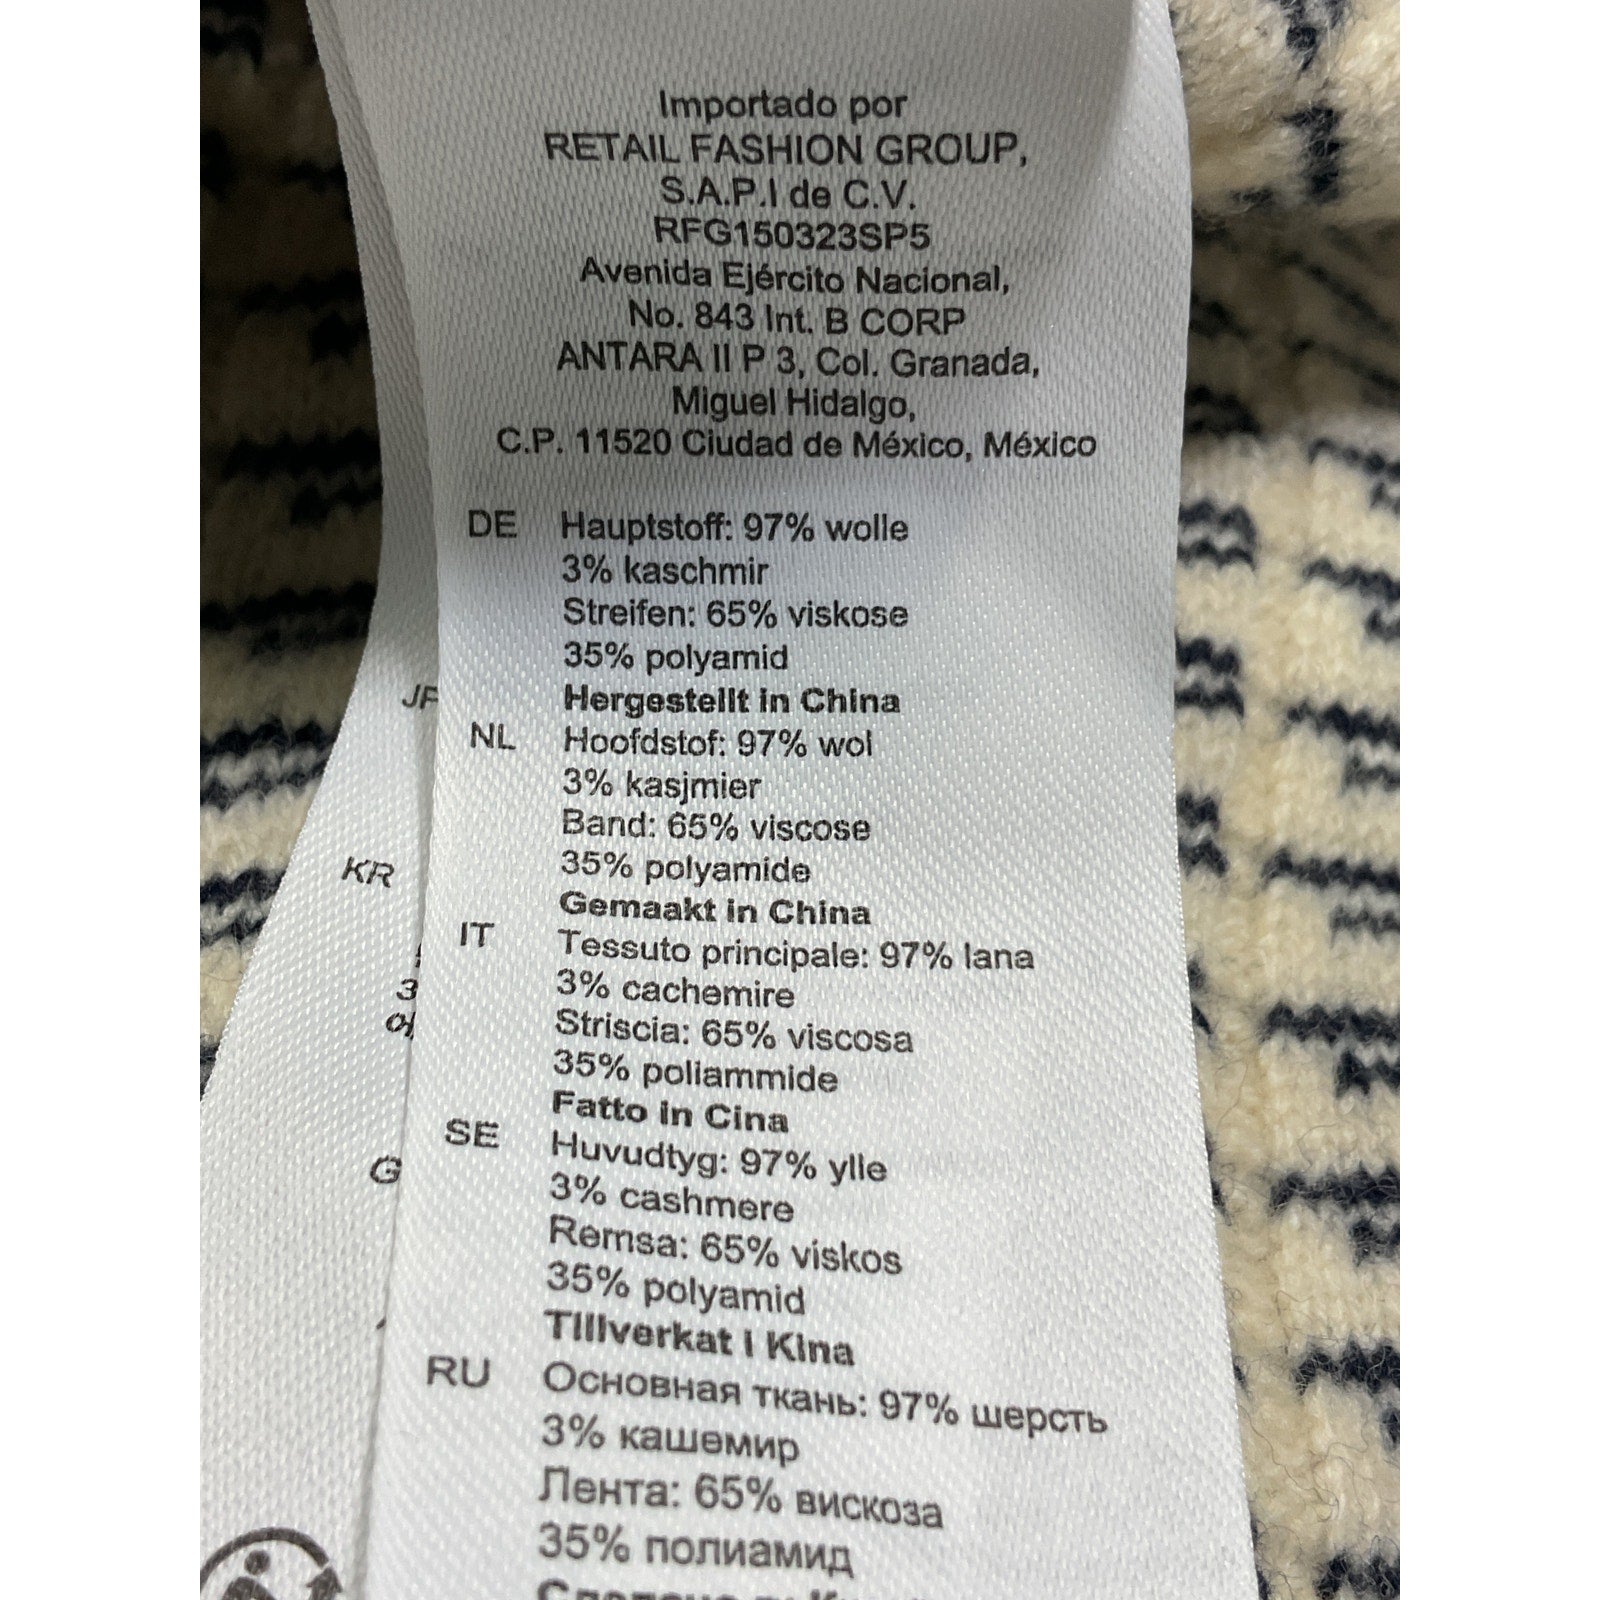 Importado por
RETAIL FASHION GROUP,
S.A.P.I de C.V.
RFG150323SP5
Avenida Ejército Nacional,
No. 843 Int. B CORP
ANTARA II P 3, Col. Granada,
Miguel Hidalgo,
C.P. 11520 Ciudad de México, México
DE Hauptstoff: 97% wolle
3% kaschmir
Streifen: 65% viskose
35% polyamid
Hergestellt in China
NL Hoofdstof: 97% wol
3% kasjmier
Band: 65% viscose
35% polyamide
Gemaakt in China
IT Tessuto principale: 97% lana
3% cachemire
Striscia: 65% viscosa
35% poliammide
Fatto in Cina
SE Huvudtyg: 97% ylle
3% cashmere
Remsa: 65% viskos
35% polyamid
Tillverkat i Kina
RU Основная ткань: 97% шерсть
3% кашемир
Лента: 65% вискоза
35% полиамид
KR